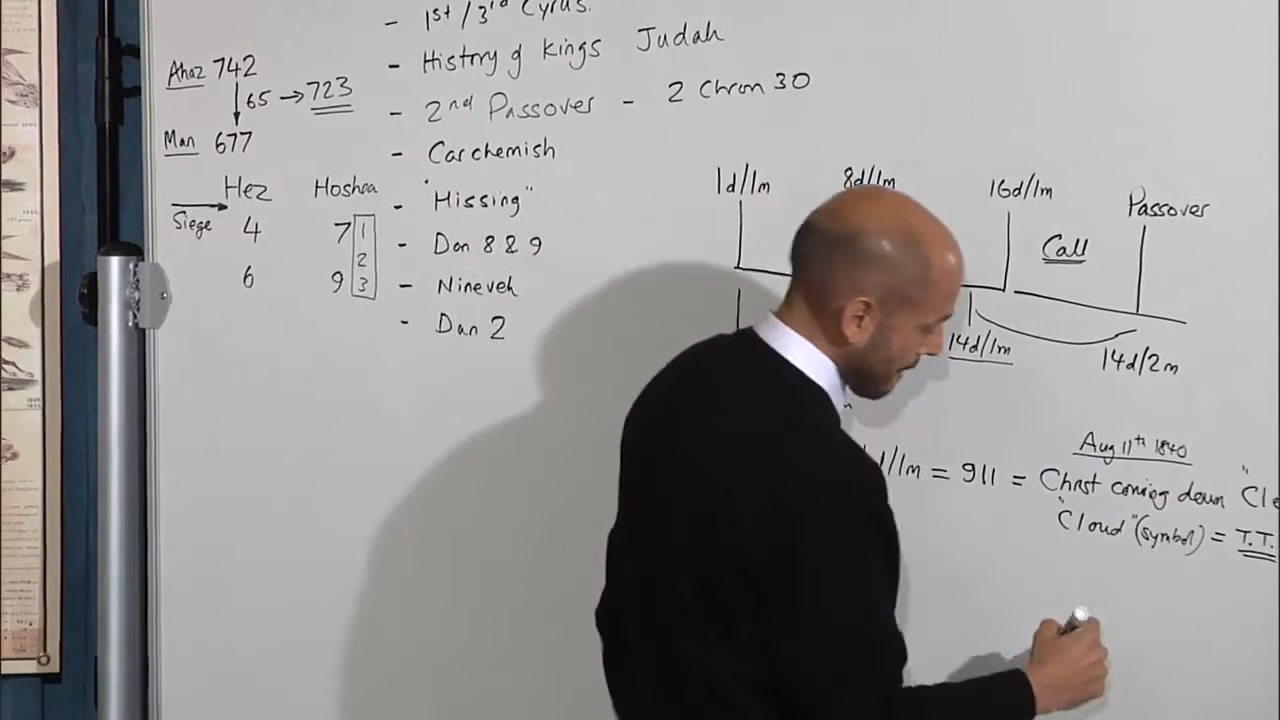 - 1st/3rd Cyrus.
- History of Kings Judah
- 2nd Passover - 2 Chron 30
- Carchemish
- "Hissing"
- Dan 8 & 9
- Nineveh
- Dan 2
Ahaz 742
65 → 723
Man 677
Hez Hoshea
Siege 4 7 1
2
6 9 3
1d/1m 8d/1m 16d/1m Passover
Call
14d/1m 14d/2m
Aug 11th 1840
/1m = 911 = Christ coming down
"Cloud" (symbol) = T.T.